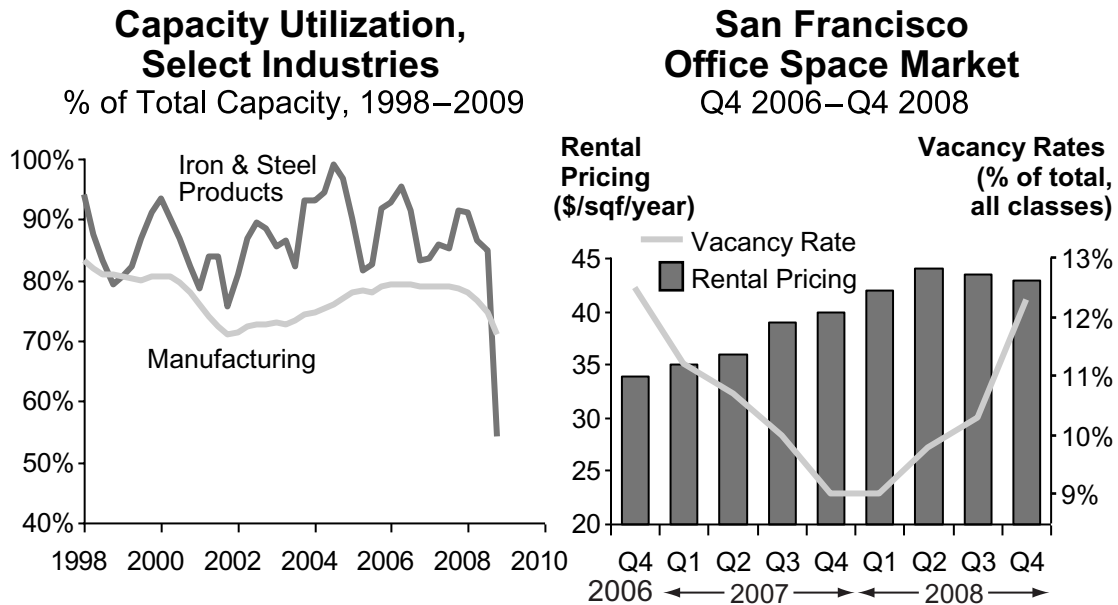 Capacity Utilization,
Select Industries
% of Total Capacity, 1998–2009
100%
90%
80%
70%
60%
50%
40%
Iron & Steel
Products
Manufacturing
1998 2000 2002 2004 2006 2008 2010
San Francisco
Office Space Market
Q4 2006–Q4 2008
Rental
Pricing
($/sqf/year)
Vacancy Rates
(% of total,
all classes)
Vacancy Rate
Rental Pricing
45
40
35
30
25
20
13%
12%
11%
10%
9%
Q4 Q1 Q2 Q3 Q4 Q1 Q2 Q3 Q4
2006 2007 2008